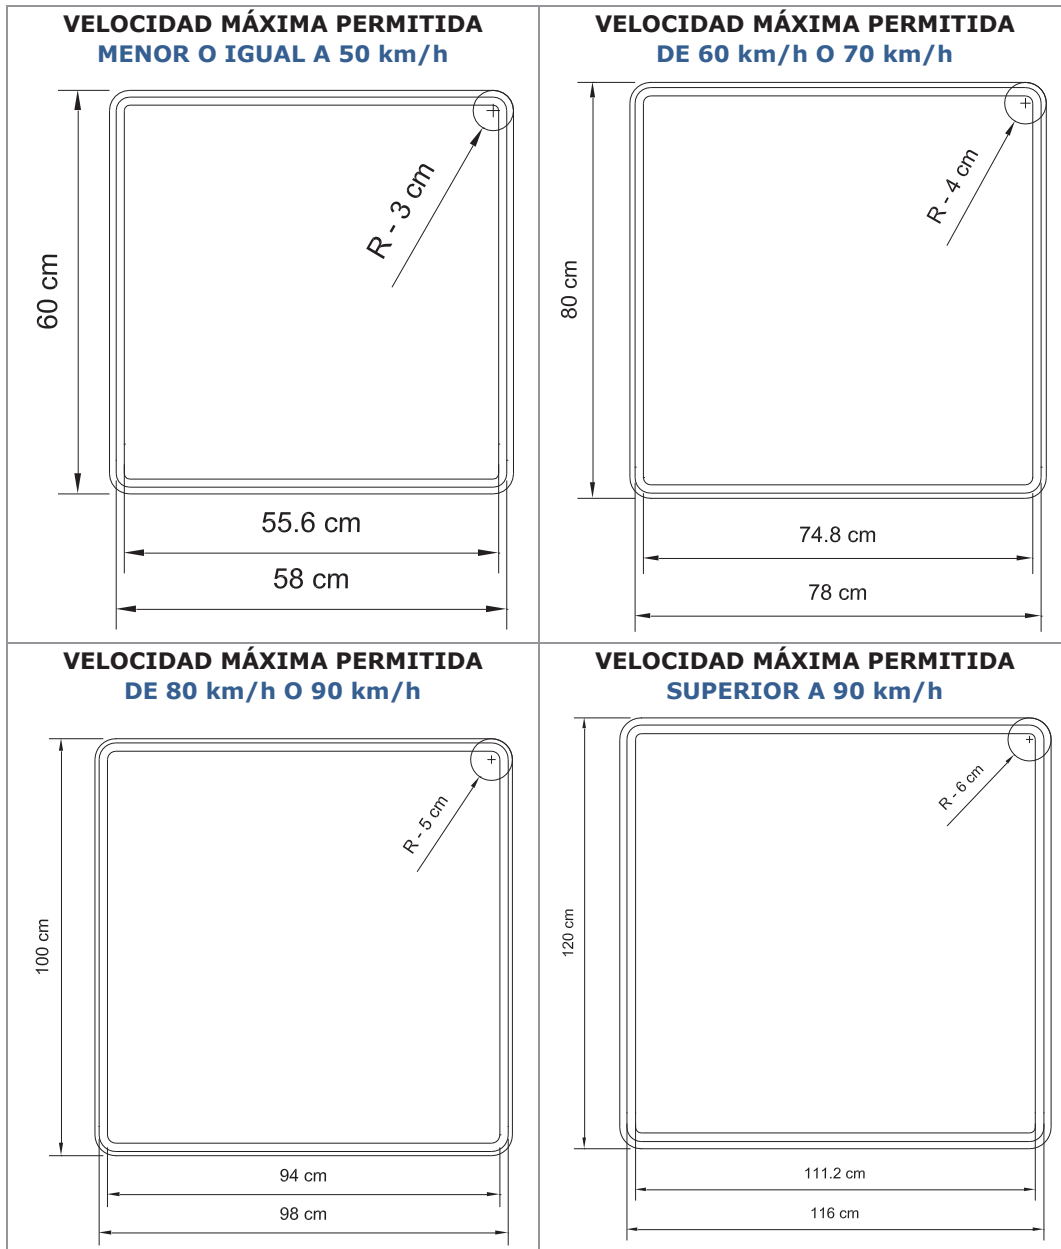 VELOCIDAD MÁXIMA PERMITIDA
MENOR O IGUAL A 50 km/h
R - 3 cm
60 cm
55.6 cm
58 cm
VELOCIDAD MÁXIMA PERMITIDA
DE 60 km/h O 70 km/h
R - 4 cm
80 cm
74.8 cm
78 cm
VELOCIDAD MÁXIMA PERMITIDA
DE 80 km/h O 90 km/h
R - 5 cm
100 cm
94 cm
98 cm
VELOCIDAD MÁXIMA PERMITIDA
SUPERIOR A 90 km/h
R - 6 cm
120 cm
111.2 cm
116 cm